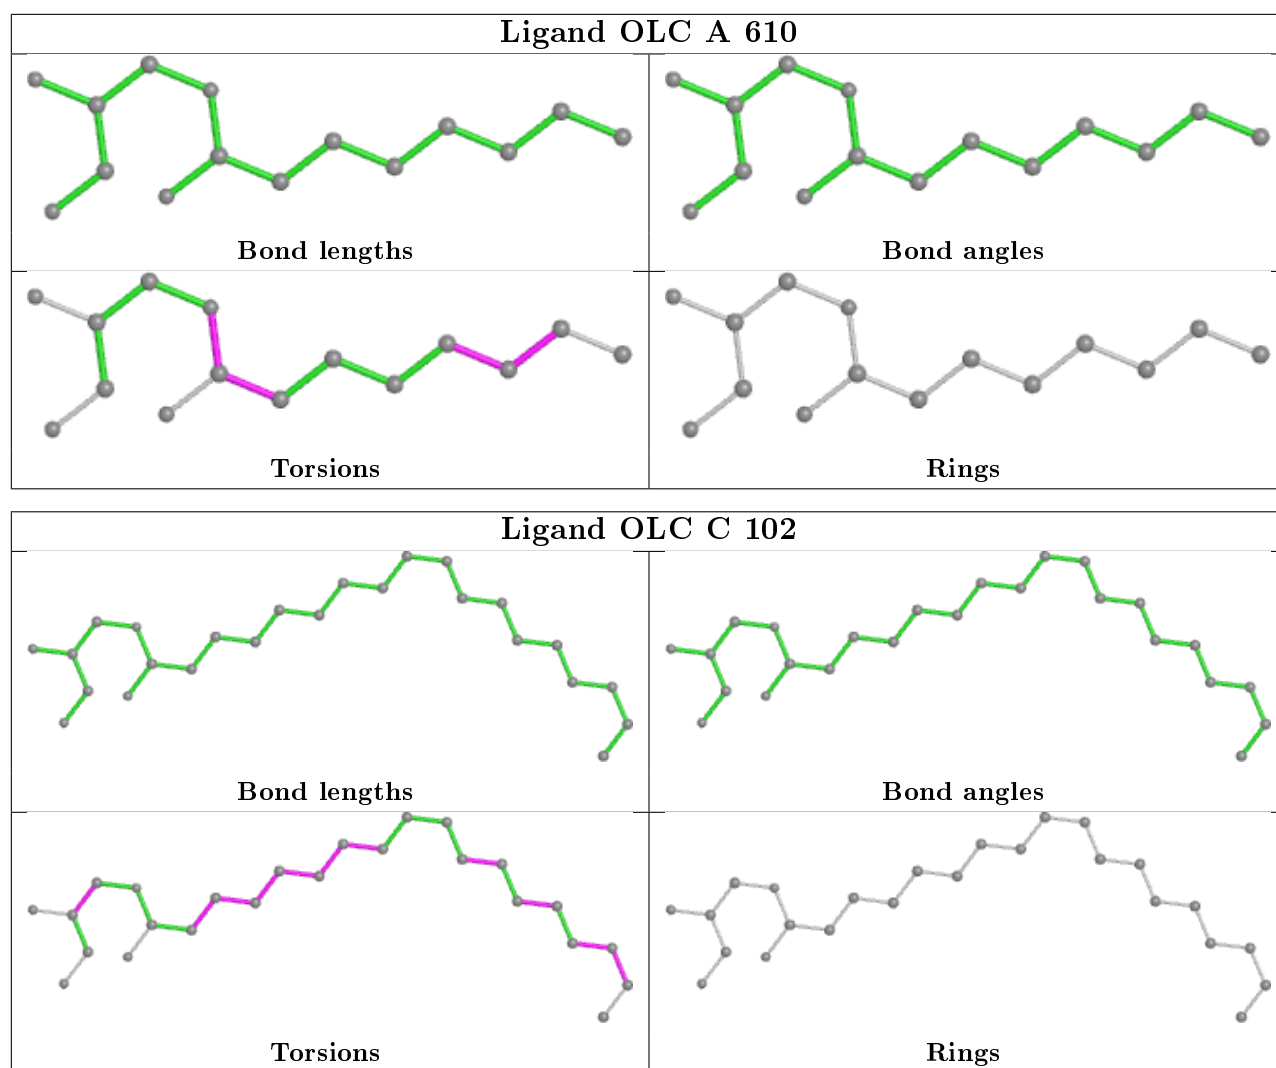 Ligand OLC A 610
Bond lengths
Bond angles
Torsions
Rings
Ligand OLC C 102
Bond lengths
Bond angles
Torsions
Rings